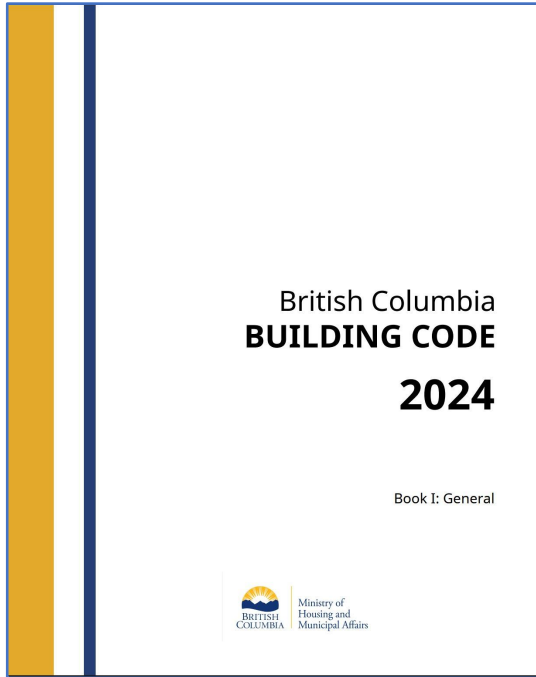 British Columbia
BUILDING CODE
2024
Book I: General
BRITISH
COLUMBIA
Ministry of
Housing and
Municipal Affairs